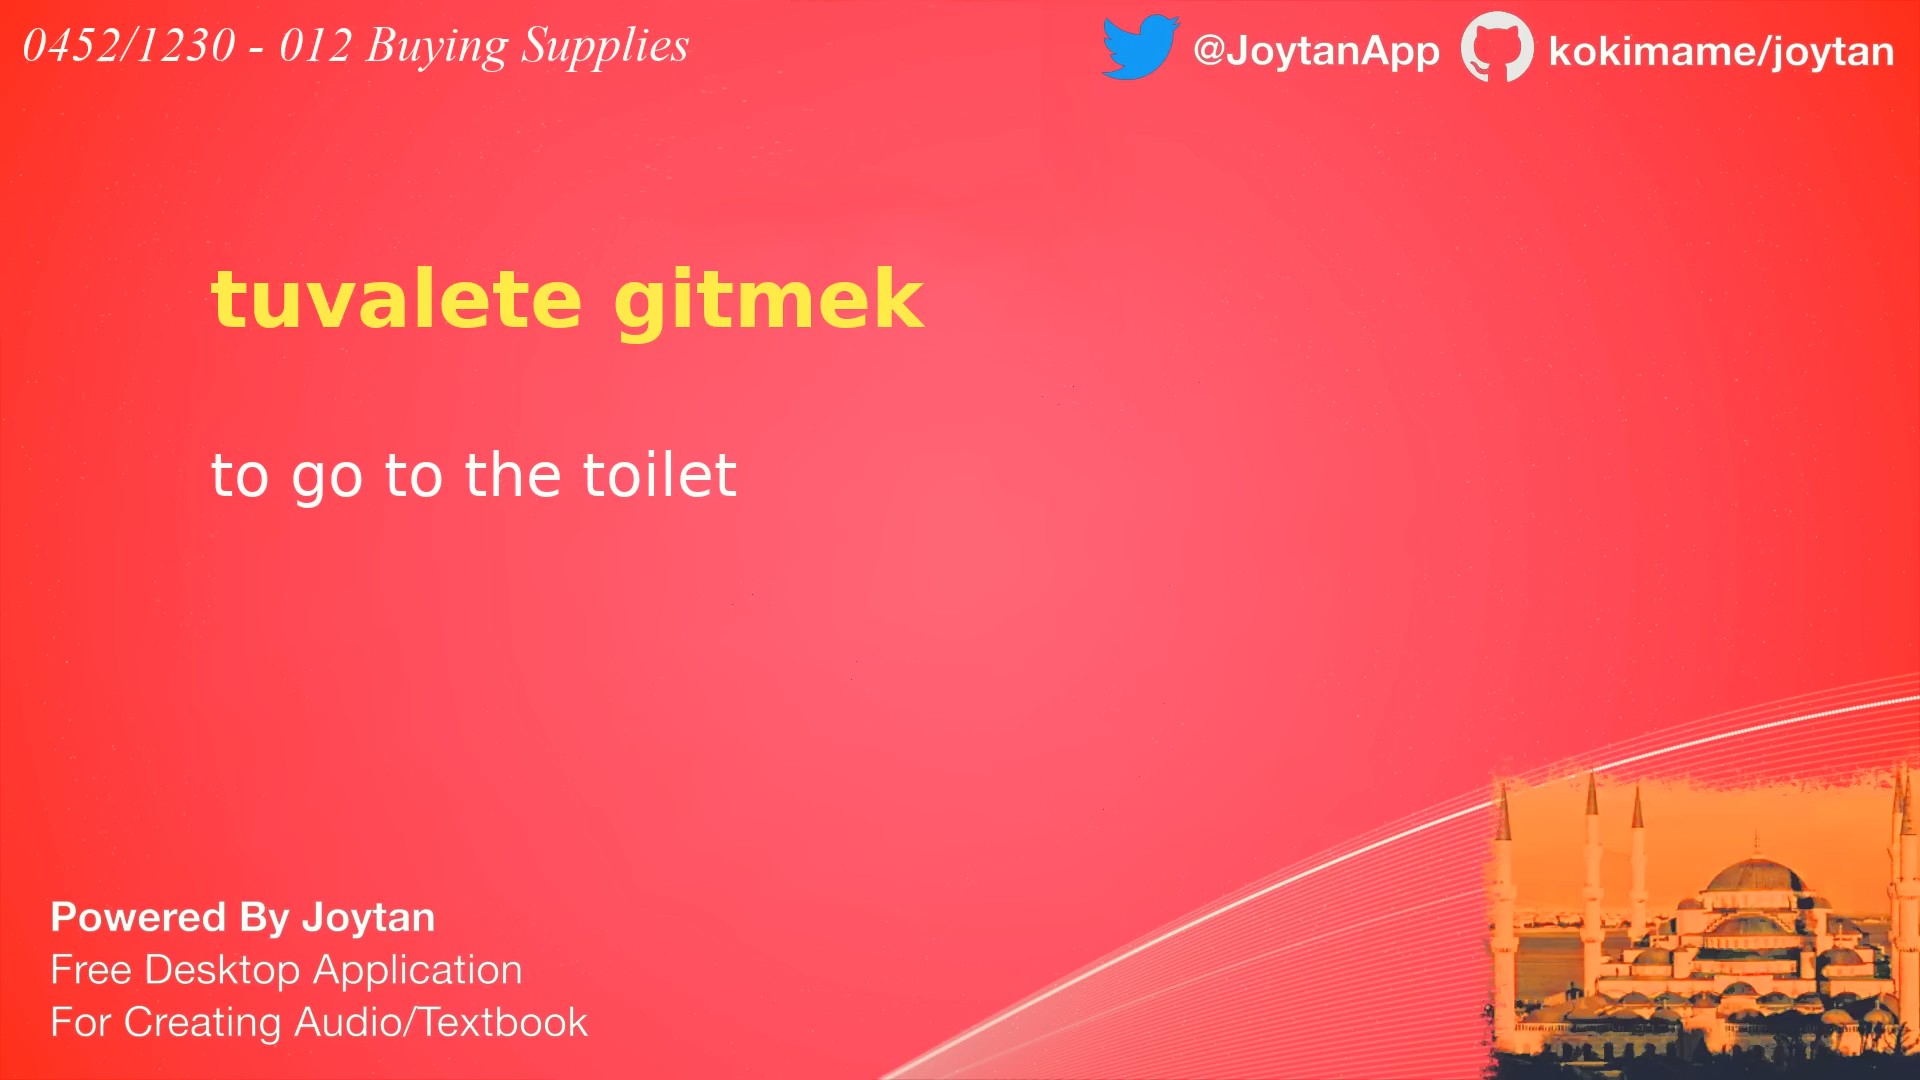 0452/1230 - 012 Buying Supplies
@JoytanApp
kokimame/joytan
tuvalete gitmek
to go to the toilet
Powered By Joytan
Free Desktop Application
For Creating Audio/Textbook